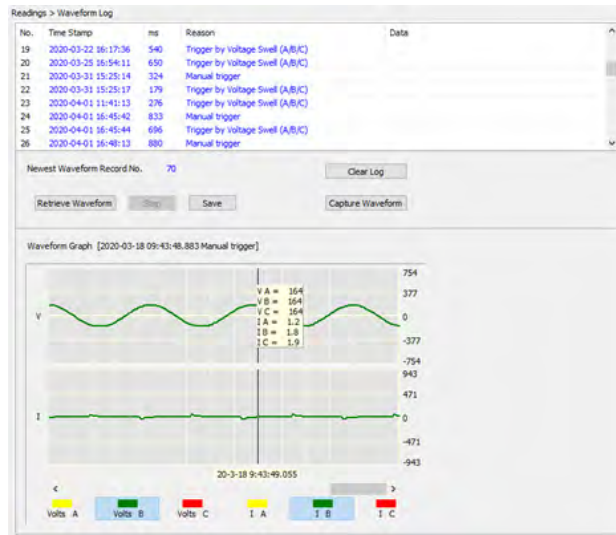 Readings > Waveform Log
No. Time Stamp ms Reason Data
19 2020-03-22 16:17:36 540 Trigger by Voltage Swell (A/B/C)
20 2020-03-25 16:54:11 650 Trigger by Voltage Swell (A/B/C)
21 2020-03-31 15:25:14 324 Manual trigger
22 2020-03-31 15:25:17 179 Trigger by Voltage Swell (A/B/C)
23 2020-04-01 11:41:13 276 Trigger by Voltage Swell (A/B/C)
24 2020-04-01 16:45:42 833 Manual trigger
25 2020-04-01 16:45:44 696 Trigger by Voltage Swell (A/B/C)
26 2020-04-01 16:48:13 880 Manual trigger
Newest Waveform Record No. 70 Clear Log
Retrieve Waveform Stop Save Capture Waveform
Waveform Graph [2020-03-18 09:43:48.883 Manual trigger]
754
377
V 0
-377
-754
V A = 164
V B = 164
V C = 164
I A = 1.2
I B = 1.8
I C = 1.9
943
471
I 0
-471
-943
20-3-18 9:43:49.055
< >
Volts A Volts B Volts C I A I B I C